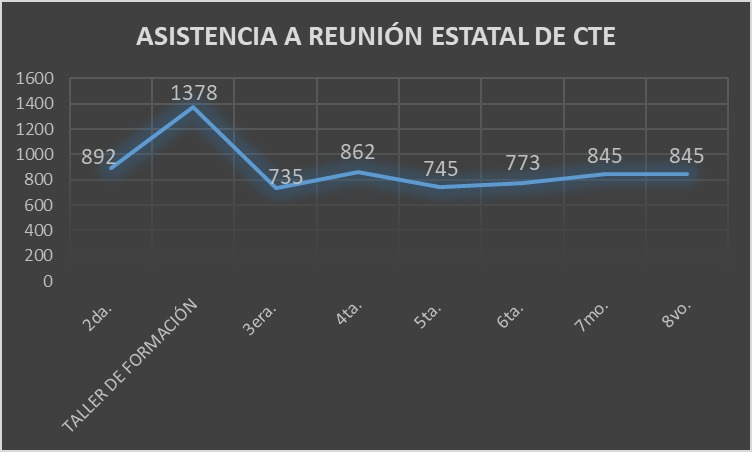 ASISTENCIA A REUNIÓN ESTATAL DE CTE
1600
1400
1200
1000
800
600
400
200
0
892
1378
735
862
745
773
845
845
2da.
TALLER DE FORMACIÓN
3era.
4ta.
5ta.
6ta.
7mo.
8vo.